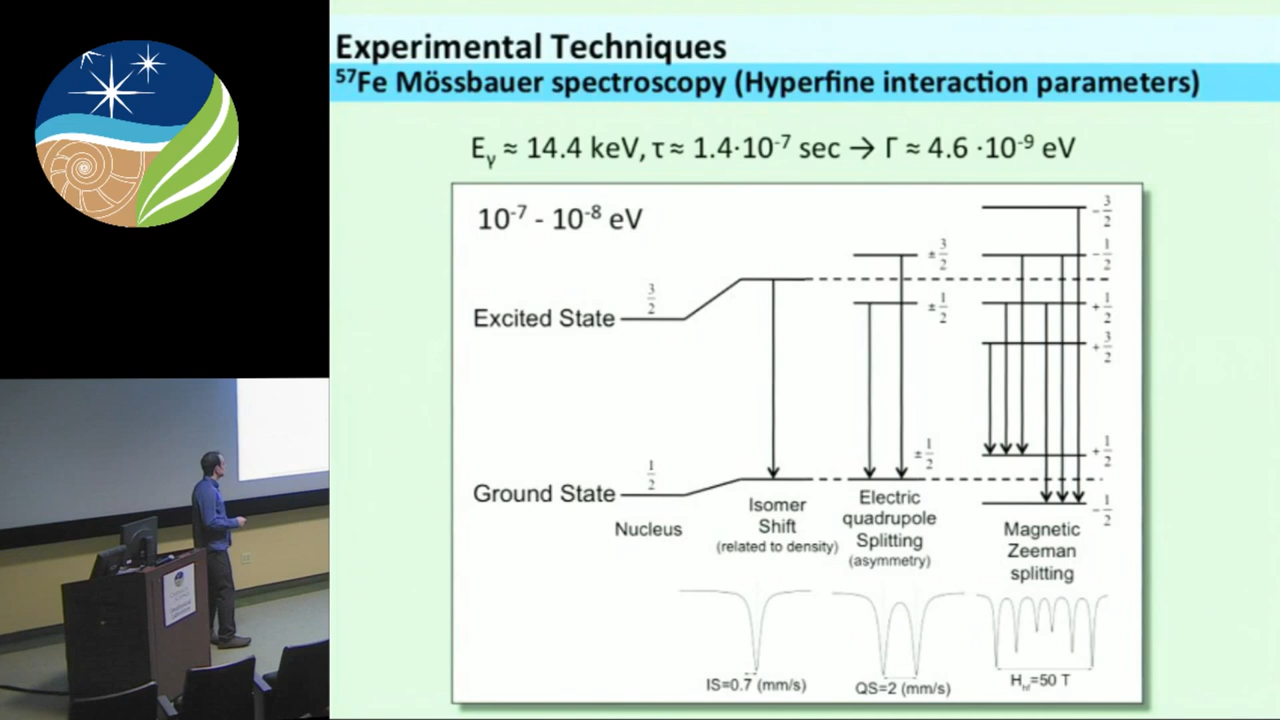 Experimental Techniques
⁵⁷Fe Mössbauer spectroscopy (Hyperfine interaction parameters)
Eᵧ ≈ 14.4 keV, τ ≈ 1.4·10⁻⁷ sec → Γ ≈ 4.6 ·10⁻⁹ eV
10⁻⁷ - 10⁻⁸ eV
Excited State
3/2
± 3/2
± 1/2
- 3/2
- 1/2
+ 1/2
+ 3/2
Ground State
1/2
± 1/2
+ 1/2
- 1/2
Nucleus
Isomer
Shift
(related to density)
Electric
quadrupole
Splitting
(asymmetry)
Magnetic
Zeeman
splitting
IS=0.7 (mm/s)
QS=2 (mm/s)
Hhf=50 T